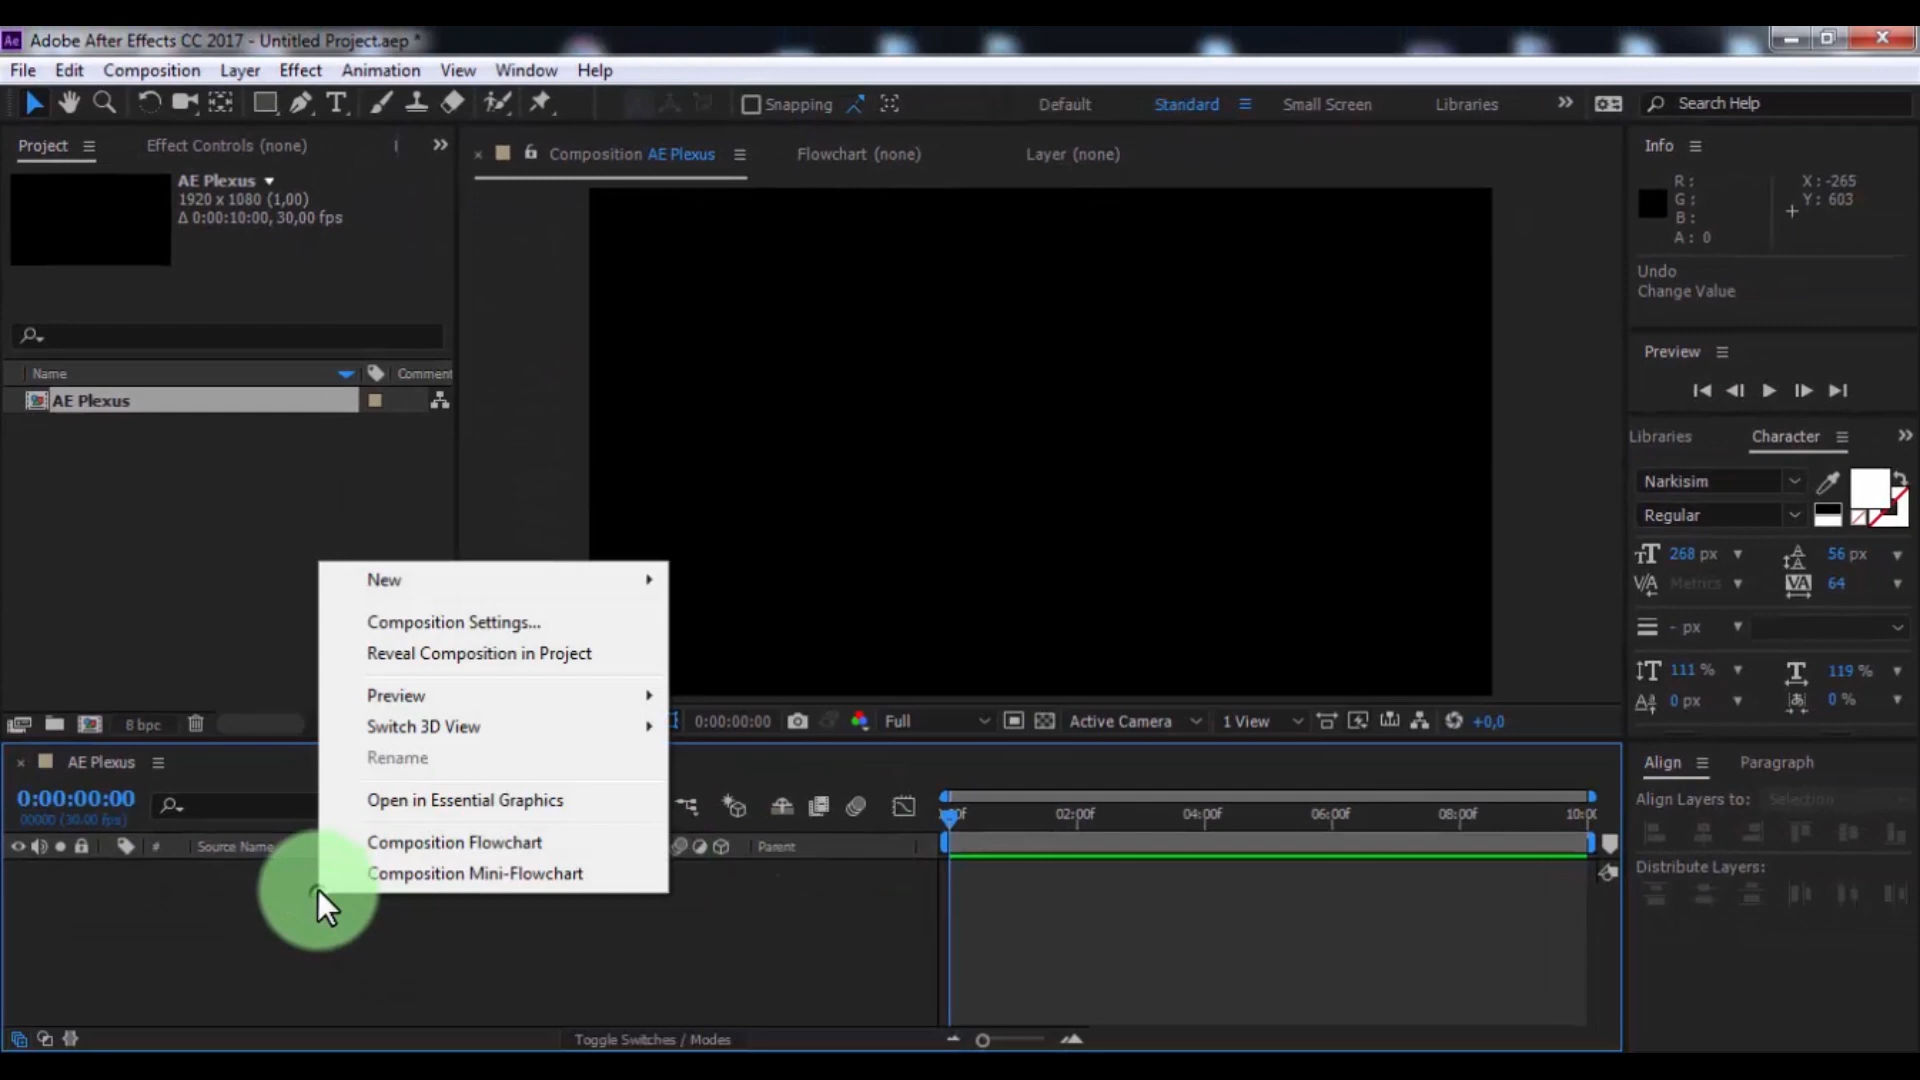 Ae Adobe After Effects CC 2017 - Untitled Project.aep *
File Edit Composition Layer Effect Animation View Window Help
T Snapping Default Standard Small Screen Libraries Search Help
Project Effect Controls (none)
AE Plexus
1920 x 1080 (1,00)
Δ 0:00:10:00, 30,00 fps
Name Comment
AE Plexus
8 bpc
Composition AE Plexus Flowchart (none) Layer (none)
0:00:00:00 Full Active Camera 1 View +0,0
Info
R :
G :
B :
A : 0
X : -265
Y : 603
Undo
Change Value
Preview
Libraries Character
Narkisim
Regular
268 px 56 px
Metrics 64
- px
111 % 119 %
0 px 0 %
Align Paragraph
Align Layers to: Selection
Distribute Layers:
New
Composition Settings...
Reveal Composition in Project
Preview
Switch 3D View
Rename
Open in Essential Graphics
Composition Flowchart
Composition Mini-Flowchart
AE Plexus
0:00:00:00
00000 (30.00 fps)
# Source Name Parent
02:00f 04:00f 06:00f 08:00f
Toggle Switches / Modes